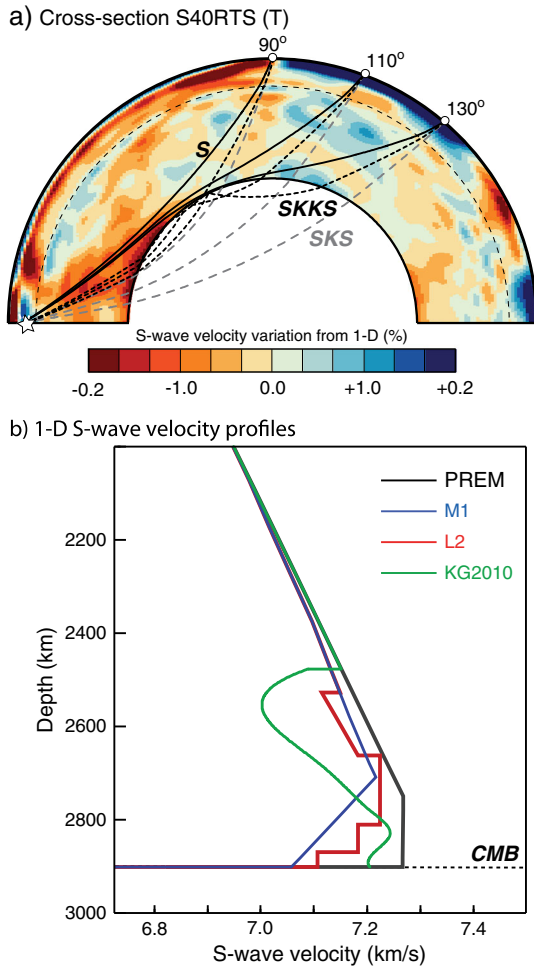 a) Cross-section S40RTS (T)
90°
110°
130°
S
SKKS
SKS
S-wave velocity variation from 1-D (%)
-0.2 -1.0 0.0 +1.0 +0.2
b) 1-D S-wave velocity profiles
PREM
M1
L2
KG2010
2200
2400
2600
2800
3000
Depth (km)
CMB
6.8 7.0 7.2 7.4
S-wave velocity (km/s)